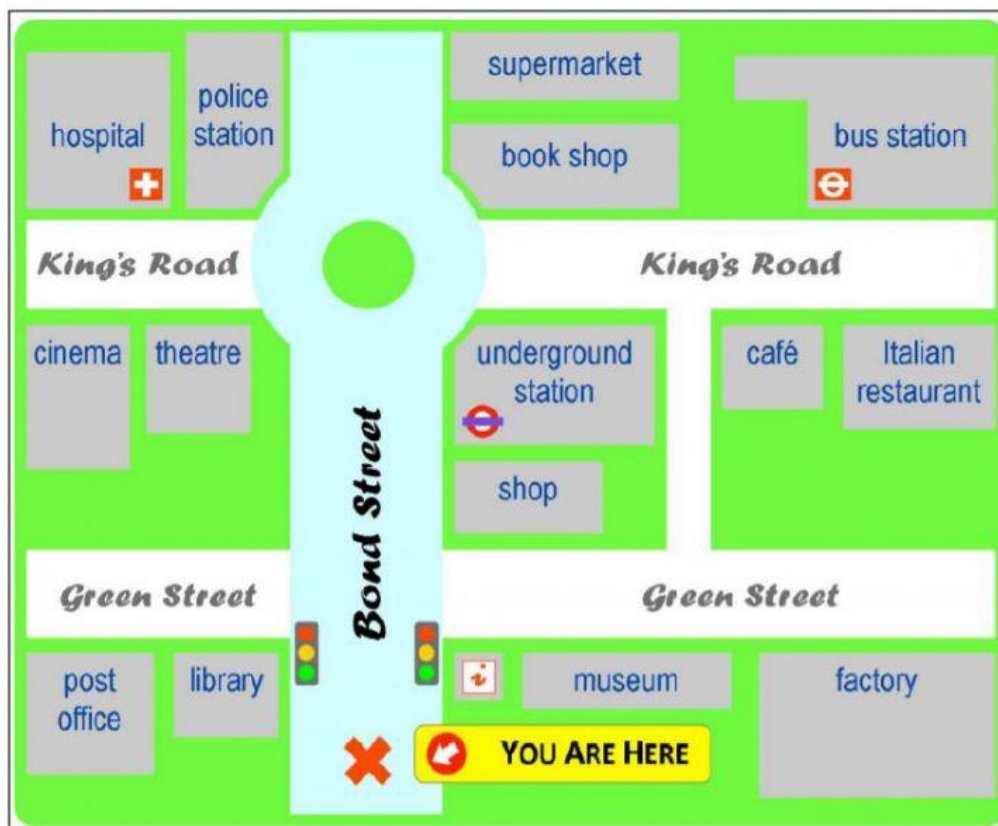 supermarket
police
station
hospital
book shop
bus station
King's Road
King's Road
cinema
theatre
underground
station
café
Italian
restaurant
shop
Bond Street
Green Street
Green Street
post
office
library
i
museum
factory
YOU ARE HERE